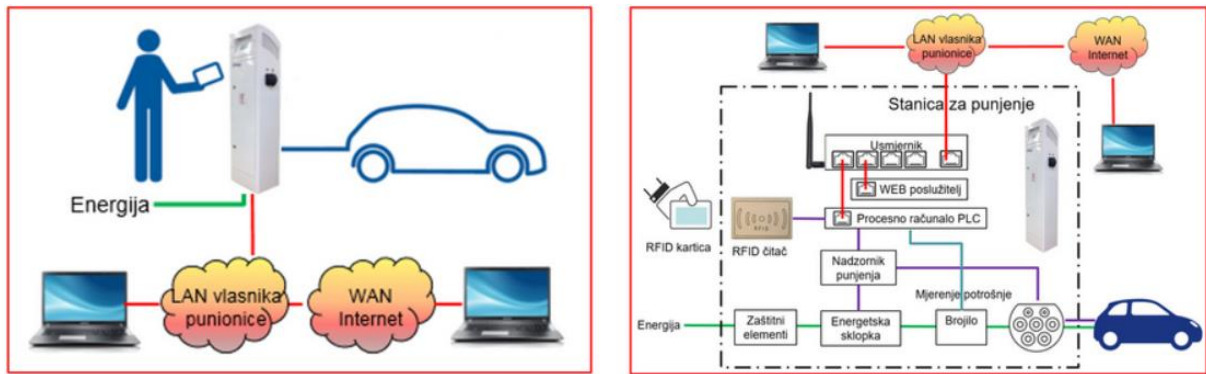 Energija
LAN vlasnika
punionice
WAN
Internet
LAN vlasnika
punionice
WAN
Internet
Stanica za punjenje
Usmjernik
WEB poslužitelj
Procesno računalo PLC
RFID
RFID kartica
RFID čitač
Nadzornik
punjenja
Mjerenje potrošnje
Energija
Zaštitni
elementi
Energetska
sklopka
Brojilo